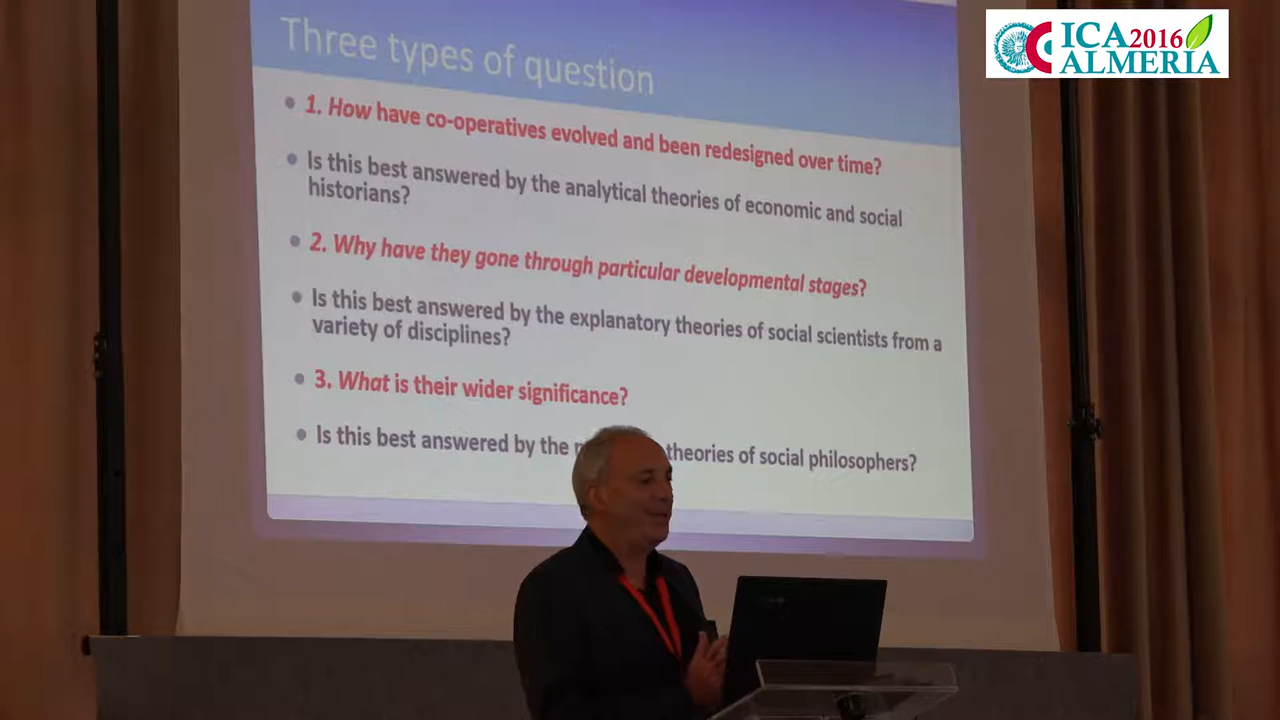 ICA2016
ALMERIA
Three types of question
1. How have co-operatives evolved and been redesigned over time?
Is this best answered by the analytical theories of economic and social
historians?
2. Why have they gone through particular developmental stages?
Is this best answered by the explanatory theories of social scientists from a
variety of disciplines?
3. What is their wider significance?
Is this best answered by the theories of social philosophers?